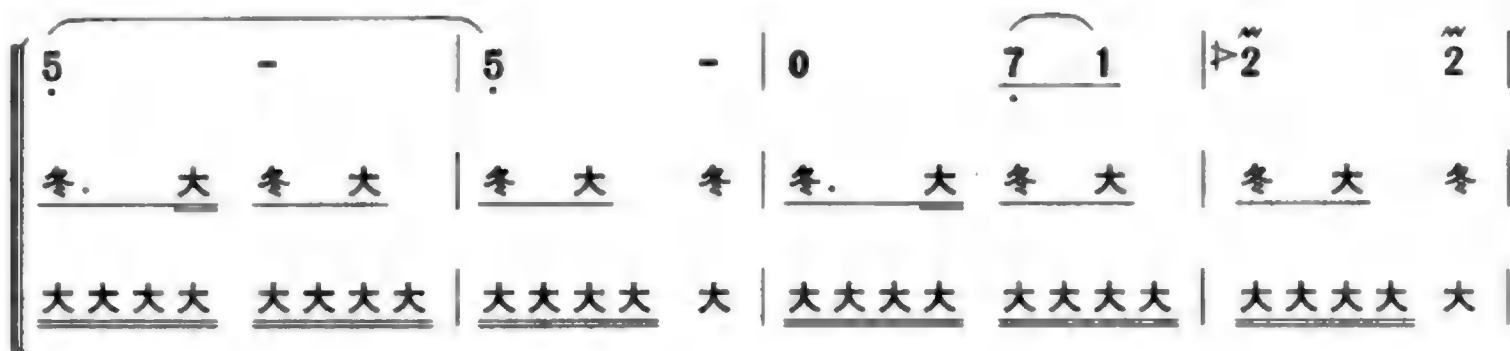 5 - | 5 - | 0 7 1 | 2 2 |
冬. 大 冬 大 | 冬 大 冬 | 冬. 大 冬 大 | 冬 大 冬 |
大大大大 大大大大 | 大大大大 大 | 大大大大 大大大大 | 大大大大 大 |